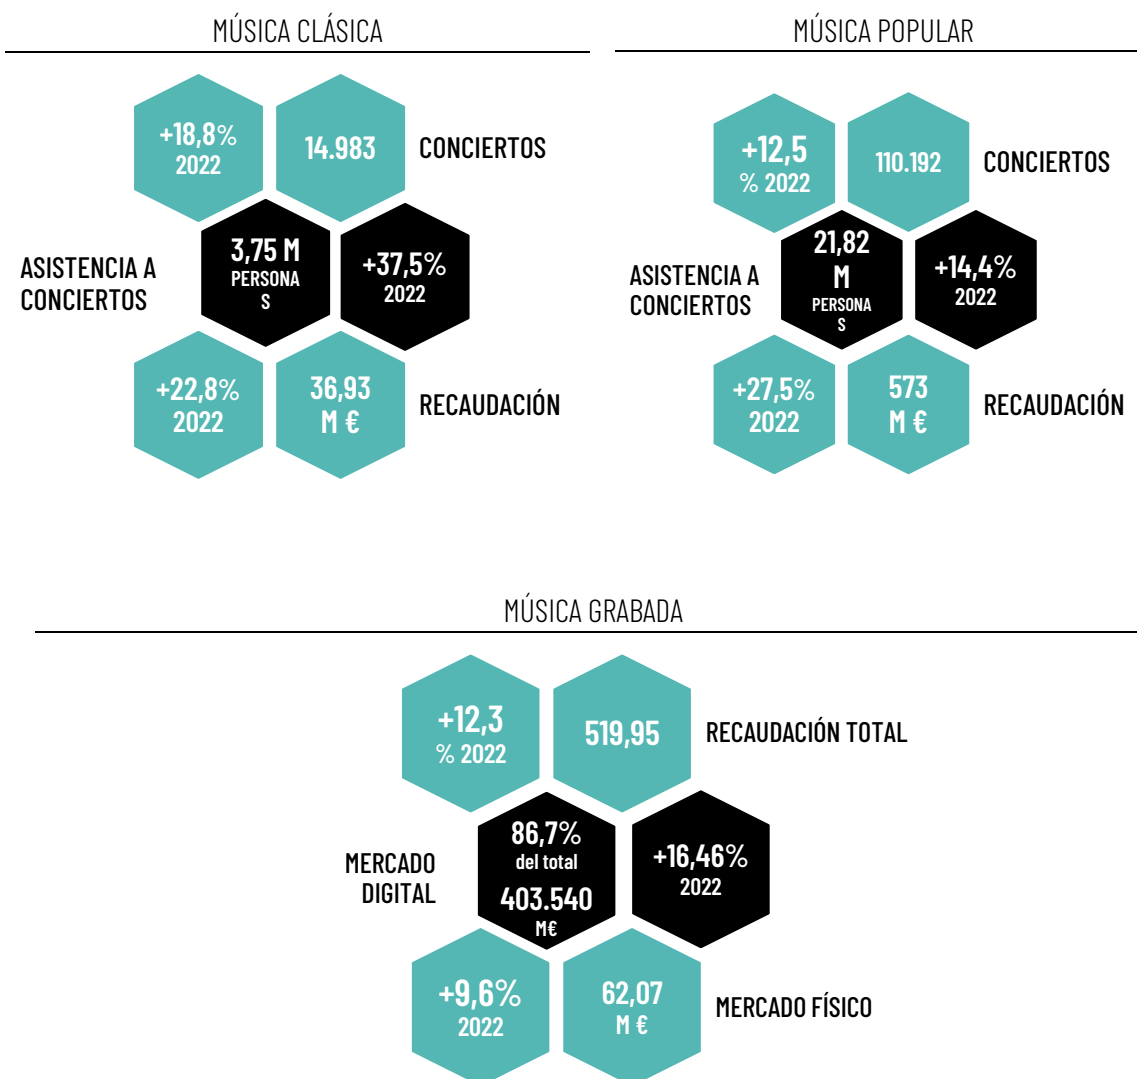 MÚSICA CLÁSICA
+18,8%
2022
14.983
CONCIERTOS
ASISTENCIA A
CONCIERTOS
3,75 M
PERSONA
S
+37,5%
2022
+22,8%
2022
36,93
M €
RECAUDACIÓN
MÚSICA POPULAR
+12,5
% 2022
110.192
CONCIERTOS
ASISTENCIA A
CONCIERTOS
21,82
M
PERSONA
S
+14,4%
2022
+27,5%
2022
573
M €
RECAUDACIÓN
MÚSICA GRABADA
+12,3
% 2022
519,95
RECAUDACIÓN TOTAL
MERCADO
DIGITAL
86,7%
del total
403.540
M€
+16,46%
2022
+9,6%
2022
62,07
M €
MERCADO FÍSICO